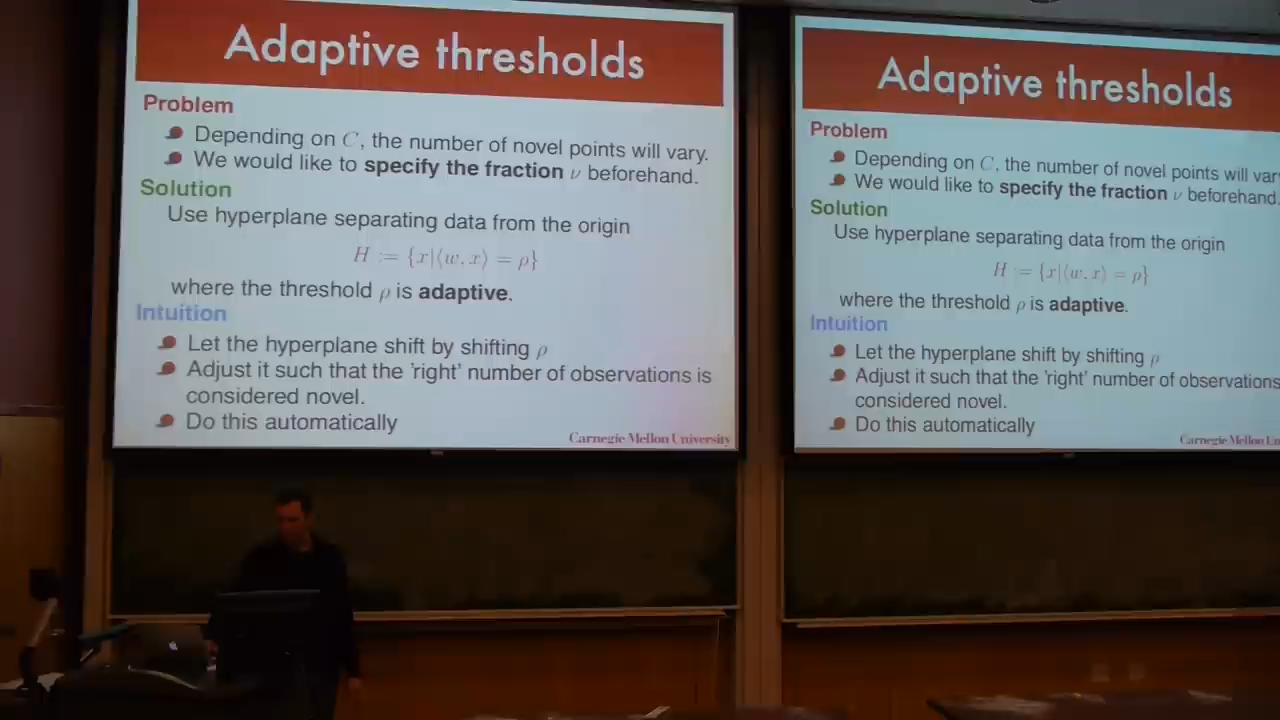 Adaptive thresholds
Problem
Depending on C, the number of novel points will vary.
We would like to specify the fraction ν beforehand.
Solution
Use hyperplane separating data from the origin
H := {x|⟨w, x⟩ = ρ}
where the threshold ρ is adaptive.
Intuition
Let the hyperplane shift by shifting ρ
Adjust it such that the 'right' number of observations is
considered novel.
Do this automatically
Carnegie Mellon University
Adaptive thresholds
Problem
Depending on C, the number of novel points will var
We would like to specify the fraction ν beforehand.
Solution
Use hyperplane separating data from the origin
H := {x|⟨w, x⟩ = ρ}
where the threshold ρ is adaptive.
Intuition
Let the hyperplane shift by shifting ρ
Adjust it such that the 'right' number of observations
considered novel.
Do this automatically
Carnegie Mellon Un